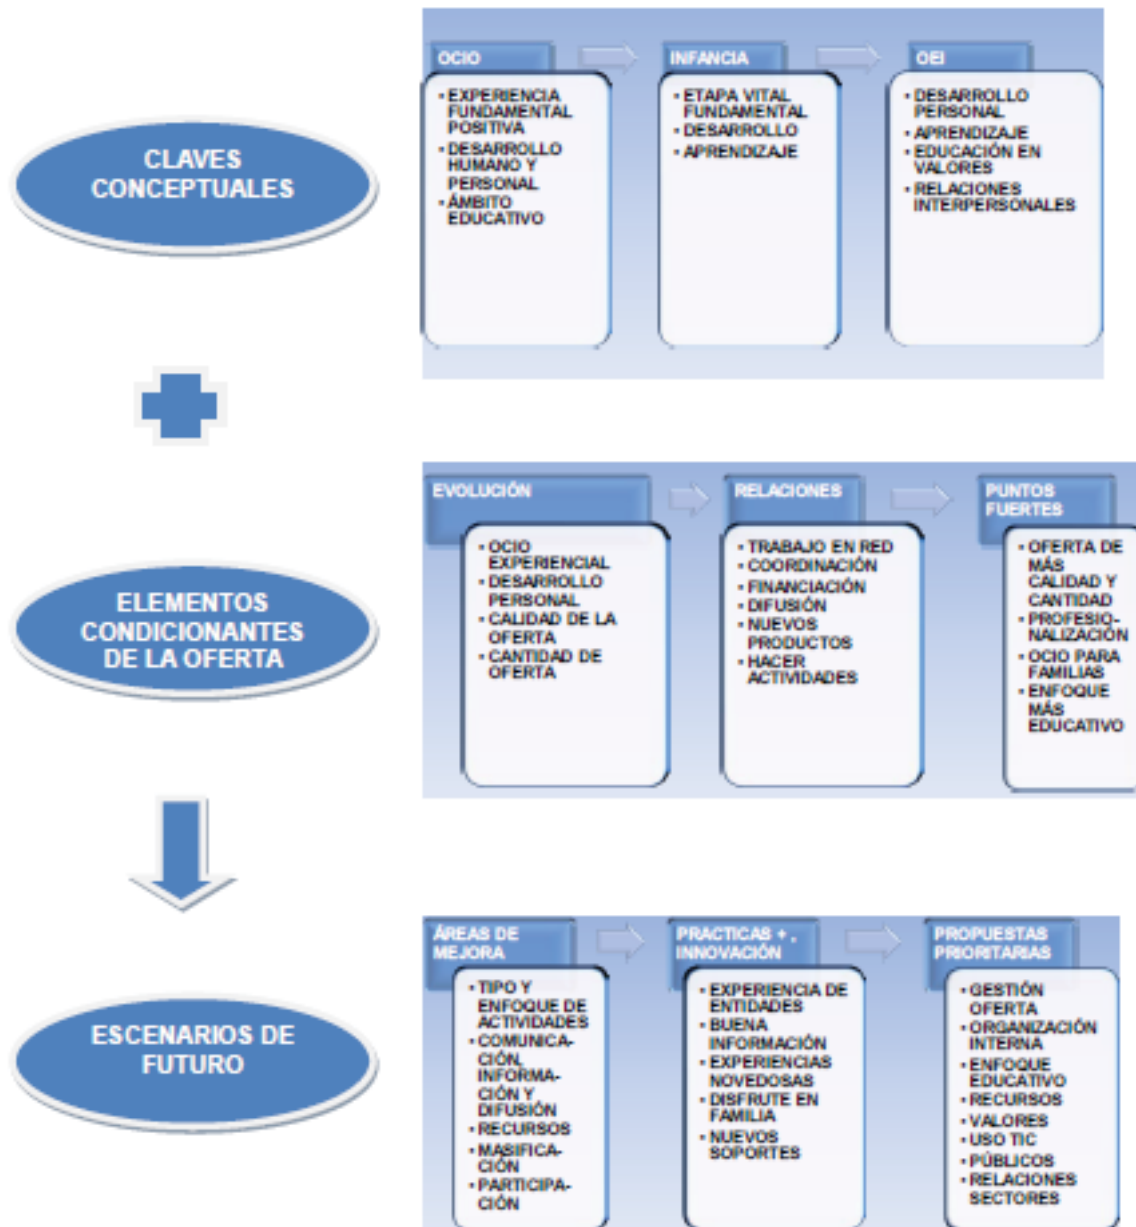 CLAVES
CONCEPTUALES
OCIO
• EXPERIENCIA
FUNDAMENTAL
POSITIVA
• DESARROLLO
HUMANO Y
PERSONAL
• ÁMBITO
EDUCATIVO
INFANCIA
• ETAPA VITAL
FUNDAMENTAL
• DESARROLLO
• APRENDIZAJE
OEI
• DESARROLLO
PERSONAL
• APRENDIZAJE
• EDUCACIÓN EN
VALORES
• RELACIONES
INTERPERSONALES
ELEMENTOS
CONDICIONANTES
DE LA OFERTA
EVOLUCIÓN
• OCIO
EXPERIENCIAL
• DESARROLLO
PERSONAL
• CALIDAD DE LA
OFERTA
• CANTIDAD DE
OFERTA
RELACIONES
• TRABAJO EN RED
• COORDINACIÓN
• FINANCIACIÓN
• DIFUSIÓN
• NUEVOS
PRODUCTOS
• HACER
ACTIVIDADES
PUNTOS
FUERTES
• OFERTA DE
MÁS
CALIDAD Y
CANTIDAD
• PROFESIO-
NALIZACIÓN
• OCIO PARA
FAMILIAS
• ENFOQUE
MÁS
EDUCATIVO
ESCENARIOS DE
FUTURO
ÁREAS DE
MEJORA
• TIPO Y
ENFOQUE DE
ACTIVIDADES
• COMUNICA-
CIÓN,
INFORMA-
CIÓN Y
DIFUSIÓN
• RECURSOS
• MASIFICA-
CIÓN
• PARTICIPA-
CIÓN
PRACTICAS + ,
INNOVACIÓN
• EXPERIENCIA DE
ENTIDADES
• BUENA
INFORMACIÓN
• EXPERIENCIAS
NOVEDOSAS
• DISFRUTE EN
FAMILIA
• NUEVOS
SOPORTES
PROPUESTAS
PRIORITARIAS
• GESTIÓN
OFERTA
• ORGANIZACIÓN
INTERNA
• ENFOQUE
EDUCATIVO
• RECURSOS
• VALORES
• USO TIC
• PÚBLICOS
• RELACIONES
SECTORES